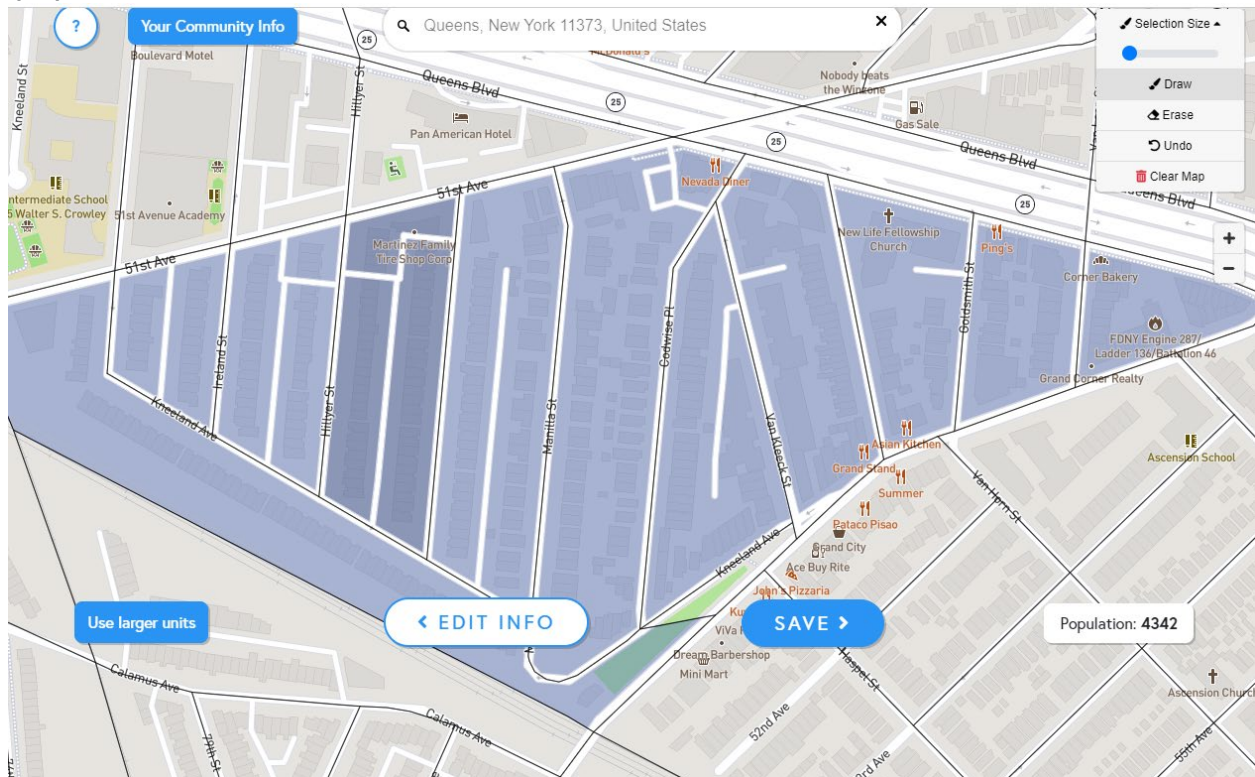 ?
Your Community Info
Queens, New York 11373, United States
Selection Size
Draw
Erase
Undo
Clear Map
+
−
Kneeland St
Boulevard Motel
Hillyer St
25
McDonald's
Queens Blvd
25
Pan American Hotel
Nobody beats
the Winzone
Gas Sale
25
Queens Blvd
Queens Blvd
25
Intermediate School
5 Walter S. Crowley
51st Avenue Academy
51st Ave
51st Ave
Nevada Diner
New Life Fellowship
Church
Ping's
Corner Bakery
Martinez Family
Tire Shop Corp
Goldsmith St
FDNY Engine 287/
Ladder 136/Battalion 46
Grand Corner Realty
Ireland St
Hillyer St
Manilla St
Codwise Pl
Van Kleeck St
Kneeland Ave
Asian Kitchen
Grand Stand
Summer
Ascension School
Van Horn St
Pataco Pisao
Grand City
Ace Buy Rite
Kneeland Ave
John's Pizzaria
Use larger units
EDIT INFO
SAVE
Population: 4342
Dream Barbershop
Mini Mart
Haspel St
Ascension Church
Calamus Ave
Calamus Ave
79th St
52nd Ave
55th Ave